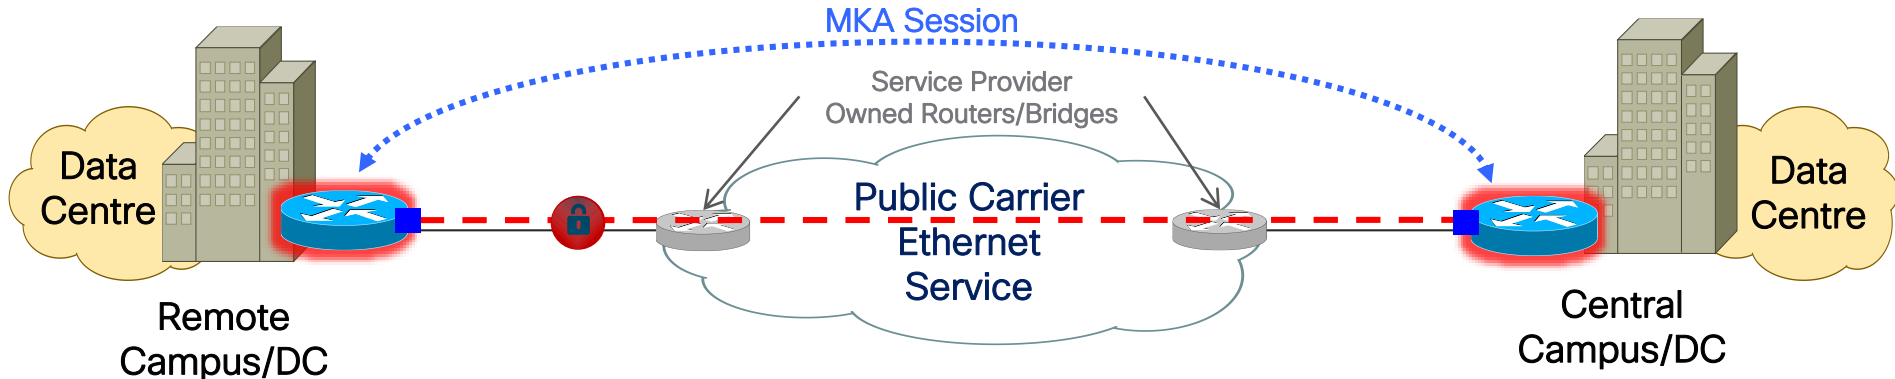 MKA Session
Service Provider
Owned Routers/Bridges
Data
Centre
Public Carrier
Ethernet
Service
Data
Centre
Remote
Campus/DC
Central
Campus/DC